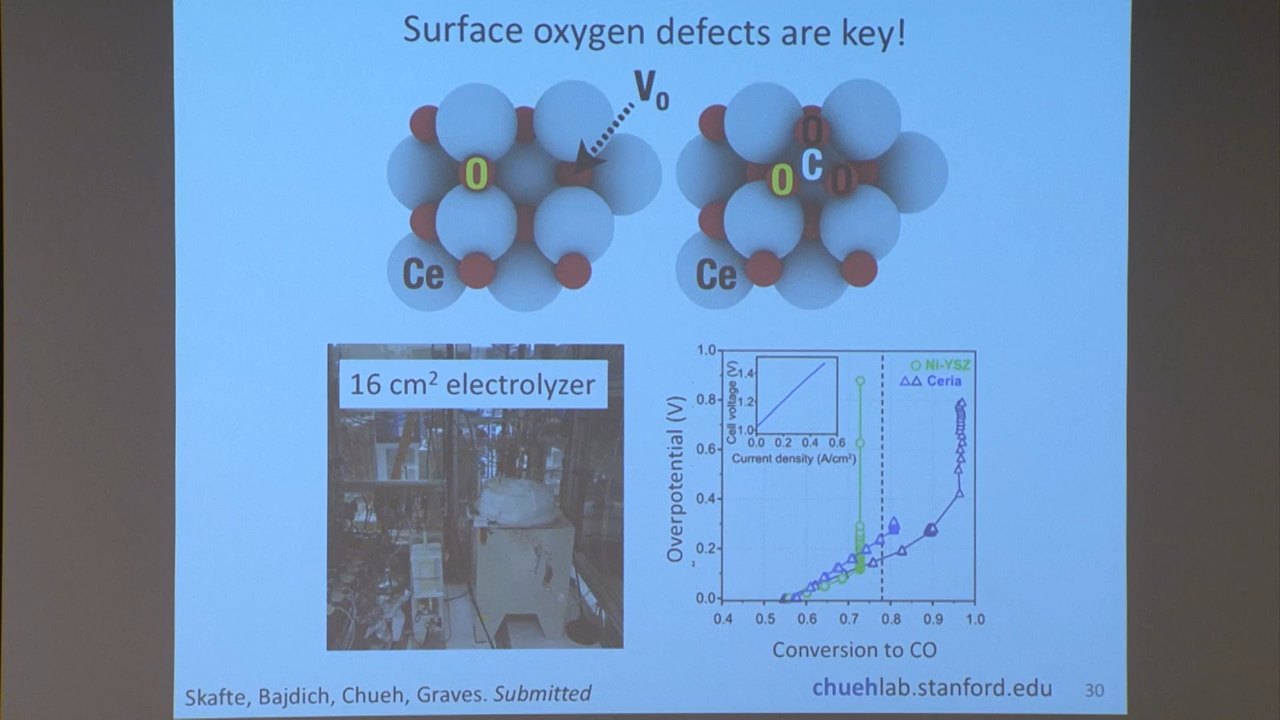 Surface oxygen defects are key!
V0
O
Ce
O
O
C
O
Ce
16 cm2 electrolyzer
1.0
0.8
0.6
0.4
0.2
0.0
Overpotential (V)
0.4 0.5 0.6 0.7 0.8 0.9 1.0
Conversion to CO
Ni-YSZ
Ceria
Cell voltage (V)
1.4
1.2
1.0
0.0 0.2 0.4 0.6
Current density (A/cm2)
Skafte, Bajdich, Chueh, Graves. Submitted
chuehlab.stanford.edu
30